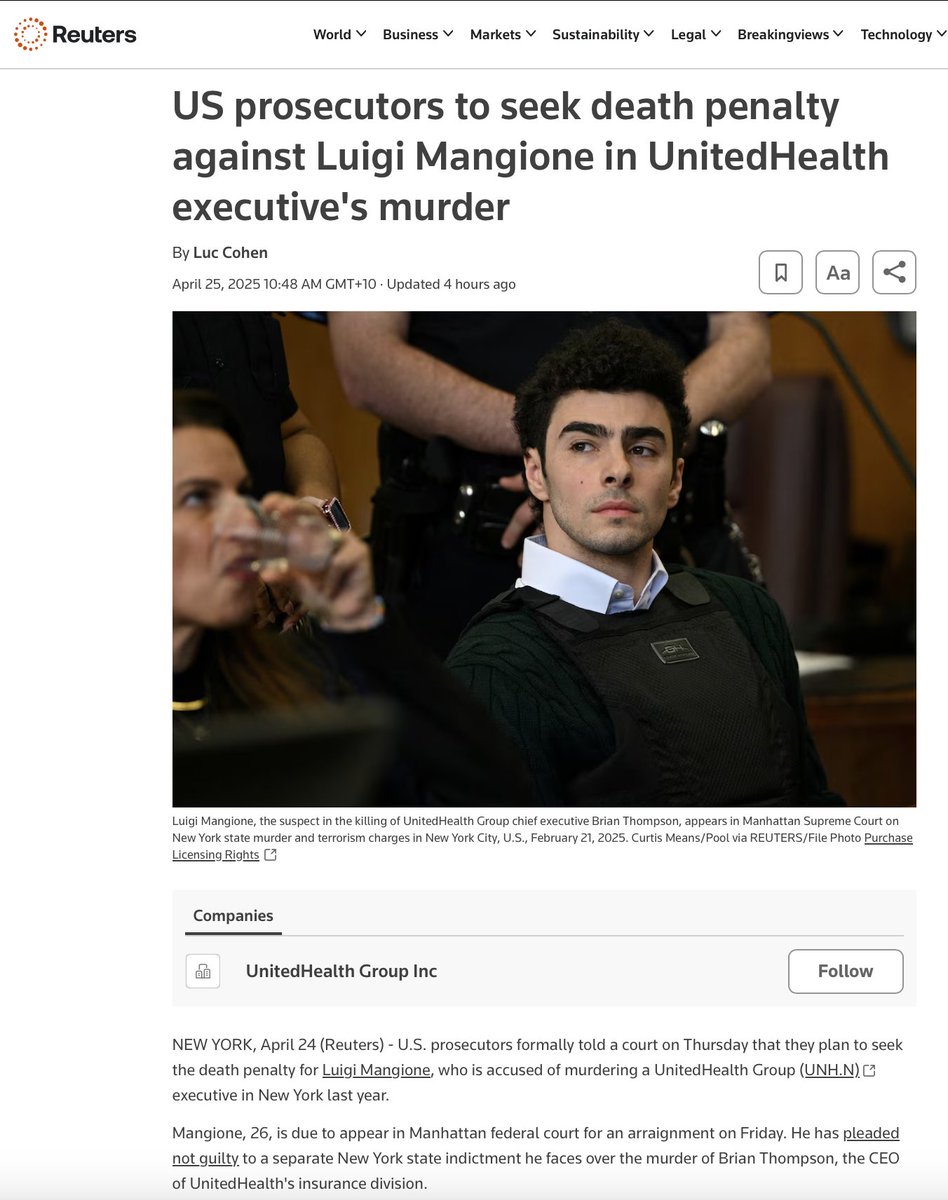 Reuters
World Business Markets Sustainability Legal Breakingviews Technology
US prosecutors to seek death penalty
against Luigi Mangione in UnitedHealth
executive's murder
By Luc Cohen
April 25, 2025 10:48 AM GMT+10 · Updated 4 hours ago
Aa
Luigi Mangione, the suspect in the killing of UnitedHealth Group chief executive Brian Thompson, appears in Manhattan Supreme Court on
New York state murder and terrorism charges in New York City, U.S., February 21, 2025. Curtis Means/Pool via REUTERS/File Photo Purchase
Licensing Rights
Companies
UnitedHealth Group Inc
Follow
NEW YORK, April 24 (Reuters) - U.S. prosecutors formally told a court on Thursday that they plan to seek
the death penalty for Luigi Mangione, who is accused of murdering a UnitedHealth Group (UNH.N)
executive in New York last year.
Mangione, 26, is due to appear in Manhattan federal court for an arraignment on Friday. He has pleaded
not guilty to a separate New York state indictment he faces over the murder of Brian Thompson, the CEO
of UnitedHealth's insurance division.